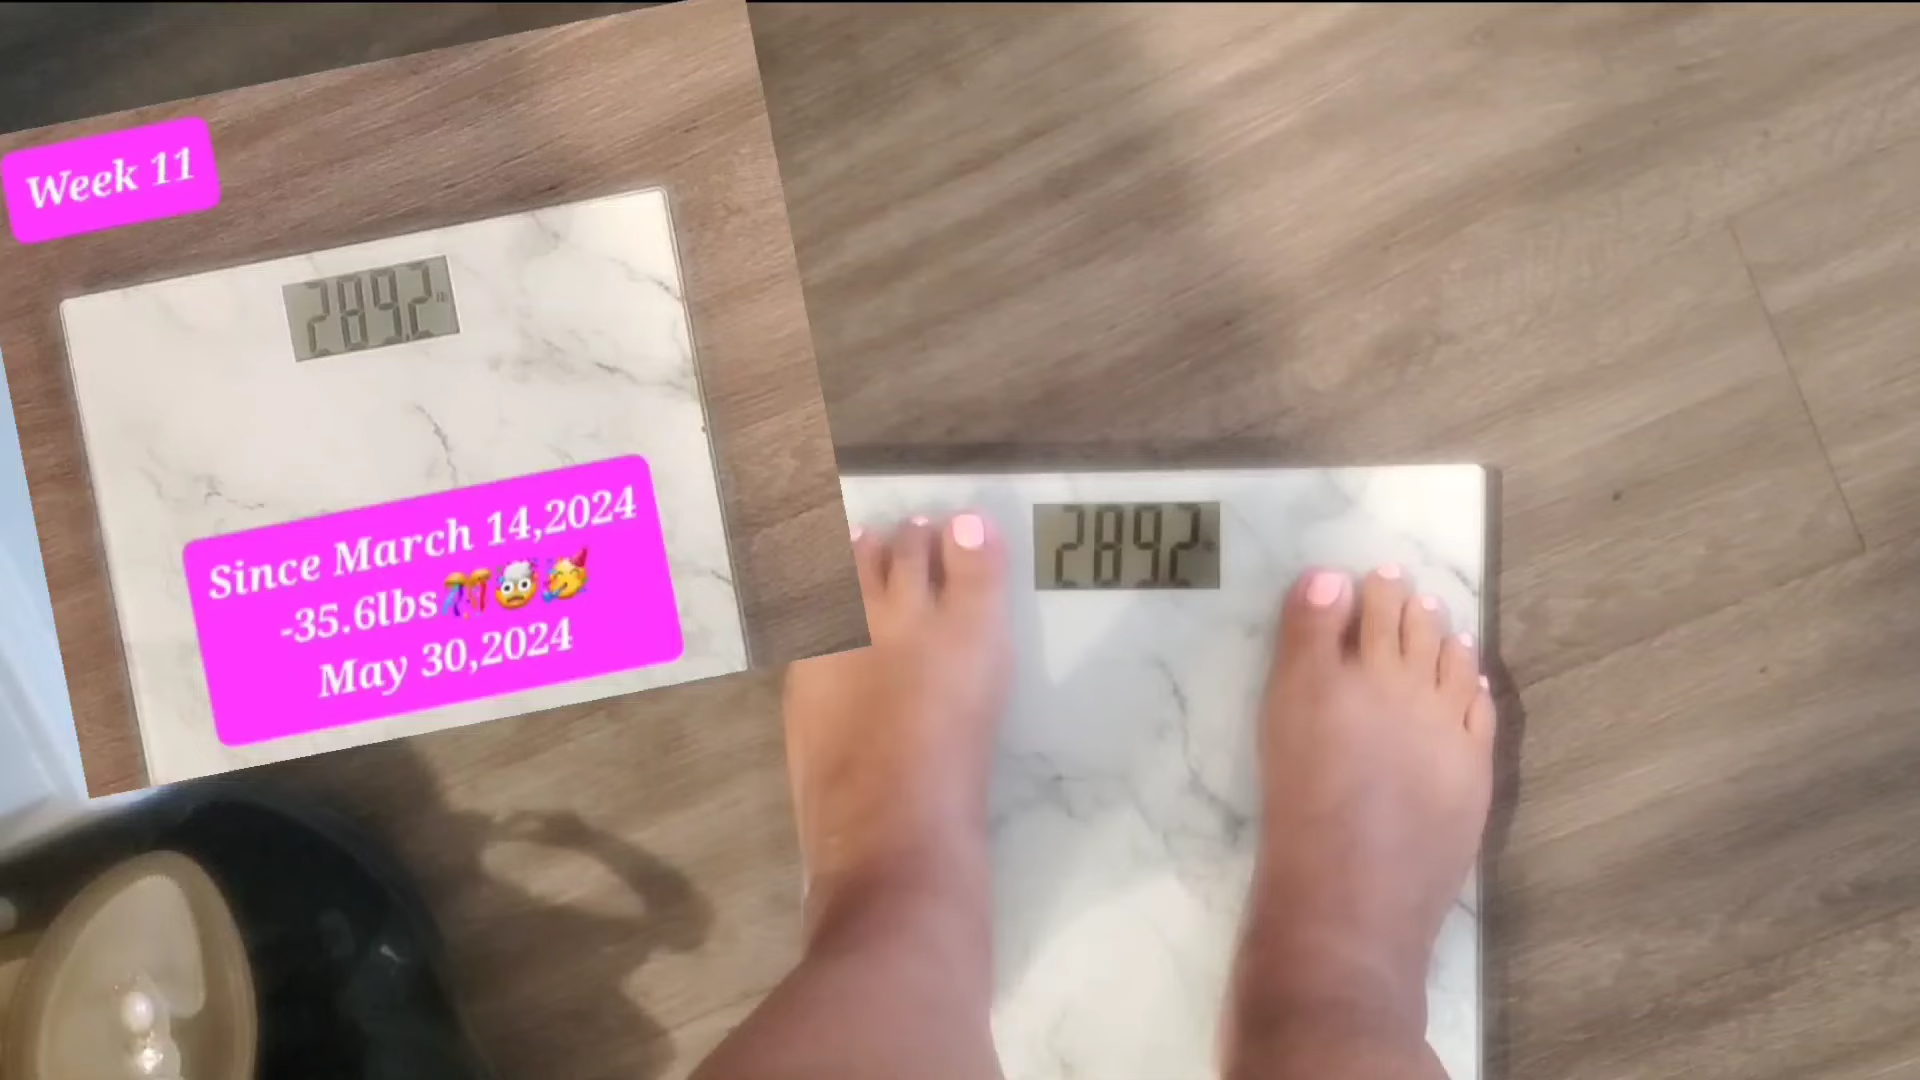 Week 11
289.2
Since March 14,2024
-35.6lbs🎊🤯🥳
May 30,2024
289.2